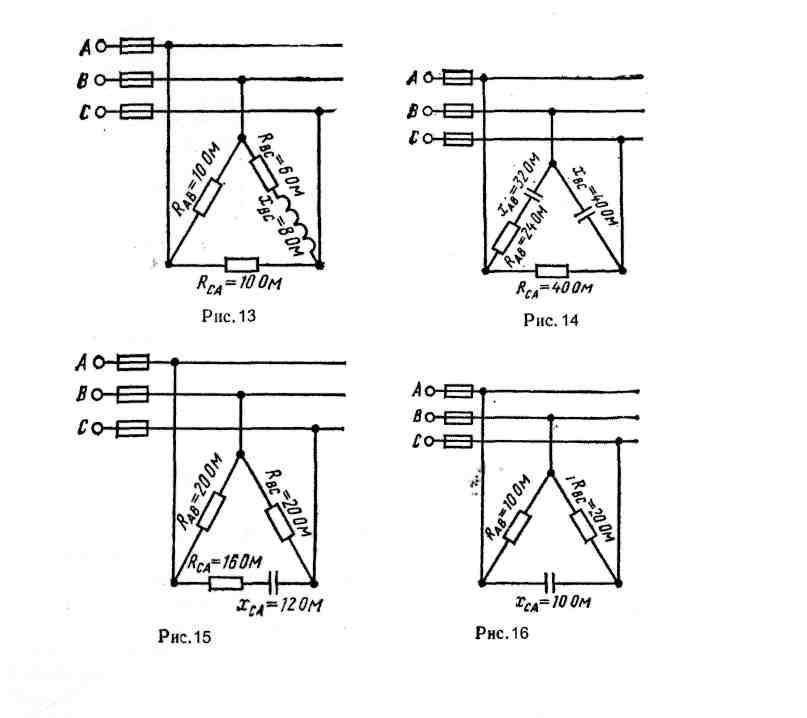 A
B
C
R_AB=10 Ом
R_BC=6 Ом
x_BC=8 Ом
R_CA=10 Ом
Рис.13
A
B
C
x_AB=32 Ом
R_AB=24 Ом
x_BC=40 Ом
R_CA=40 Ом
Рис.14
A
B
C
R_AB=20 Ом
R_BC=20 Ом
R_CA=16 Ом
x_CA=12 Ом
Рис.15
A
B
C
R_AB=10 Ом
R_BC=20 Ом
x_CA=10 Ом
Рис.16